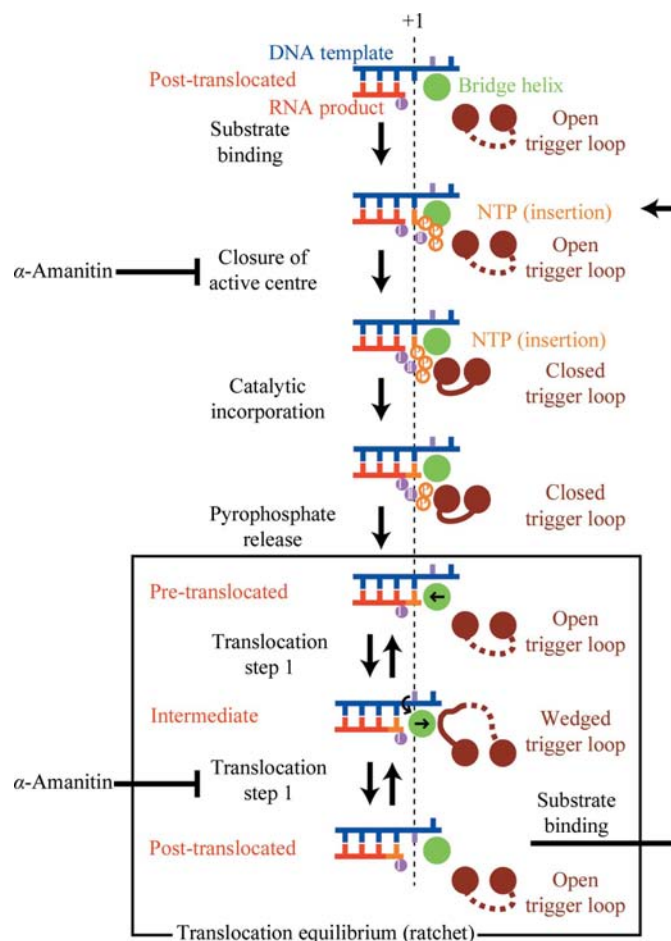 +1
DNA template
Post-translocated
Bridge helix
RNA product
Substrate
binding
Open
trigger loop
NTP (insertion)
α-Amanitin
Closure of
active centre
Open
trigger loop
NTP (insertion)
Catalytic
incorporation
Closed
trigger loop
Closed
trigger loop
Pyrophosphate
release
Pre-translocated
Open
trigger loop
Translocation
step 1
Intermediate
Wedged
trigger loop
α-Amanitin
Translocation
step 1
Substrate
binding
Post-translocated
Open
trigger loop
Translocation equilibrium (ratchet)